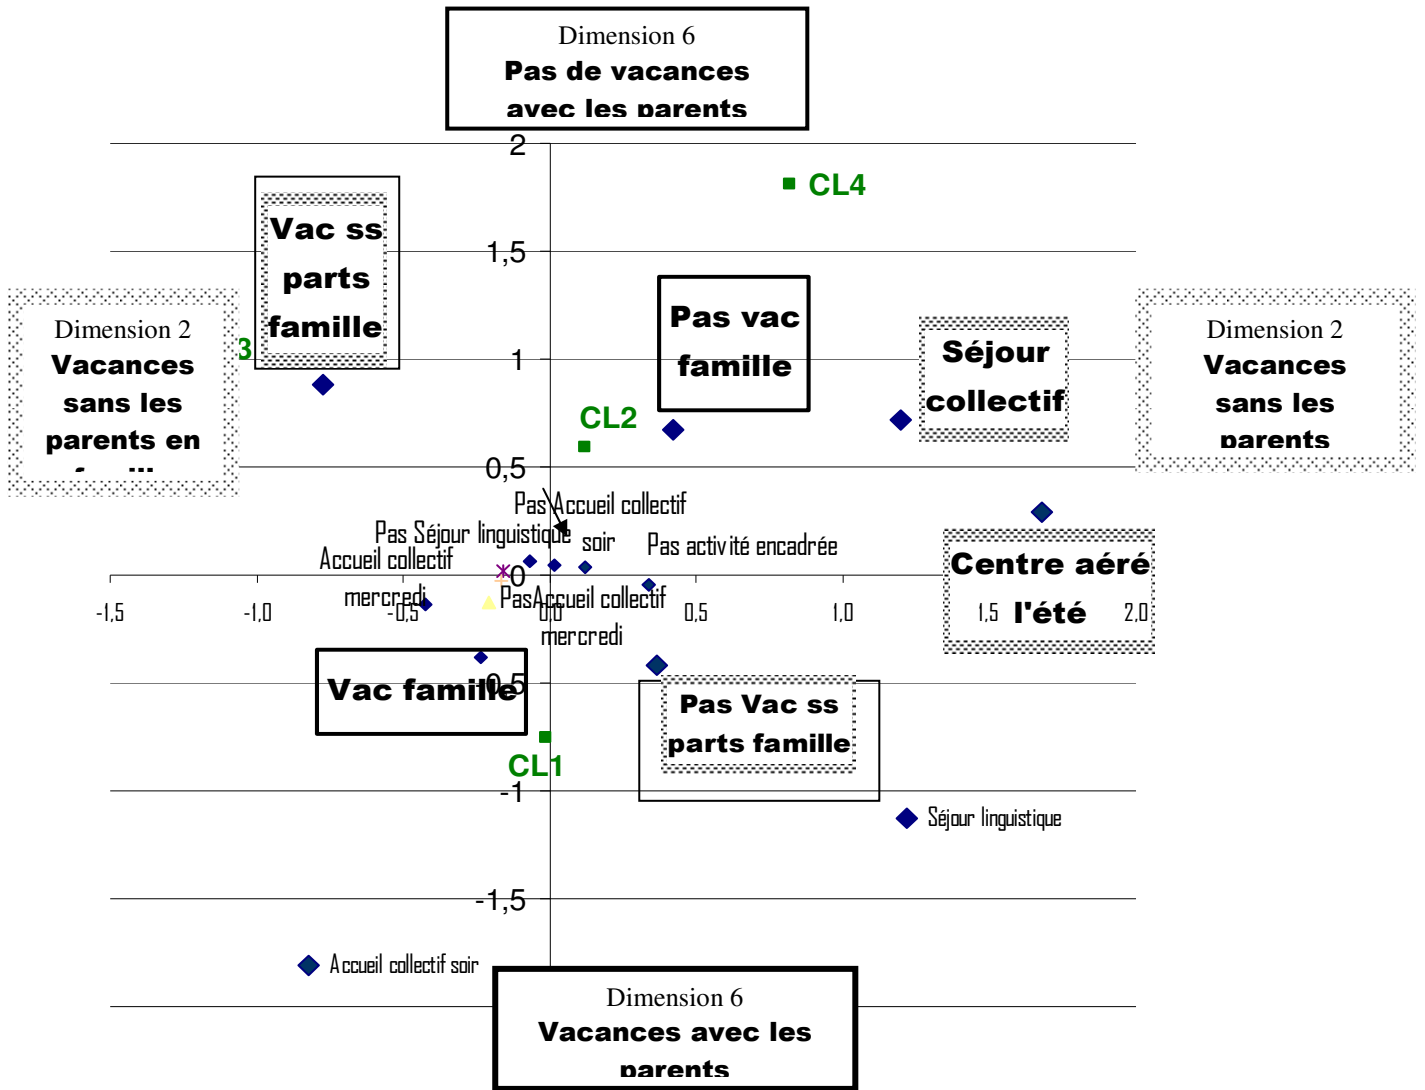 Dimension 6
Pas de vacances
avec les parents
2
CL4
Vac ss
parts
famille
1,5
Pas vac
famille
Dimension 2
Vacances
sans les
parents en
3
1
Séjour
collectif
Dimension 2
Vacances
sans les
parents
CL2
0,5
Pas Accueil collectif
soir
Pas Séjour linguistique
Pas activité encadrée
Accueil collectif
mercredi
Centre aéré
l'été
0
PasAccueil collectif
mercredi
-1,5
-1,0
-0,5
0,0
0,5
1,0
1,5
2,0
Vac famille
-0,5
Pas Vac ss
parts famille
CL1
-1
Séjour linguistique
-1,5
Accueil collectif soir
Dimension 6
Vacances avec les
parents